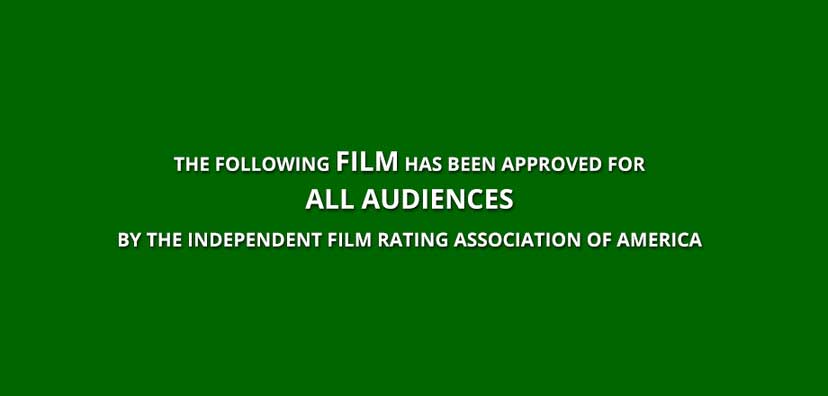 THE FOLLOWING FILM HAS BEEN APPROVED FOR
ALL AUDIENCES
BY THE INDEPENDENT FILM RATING ASSOCIATION OF AMERICA